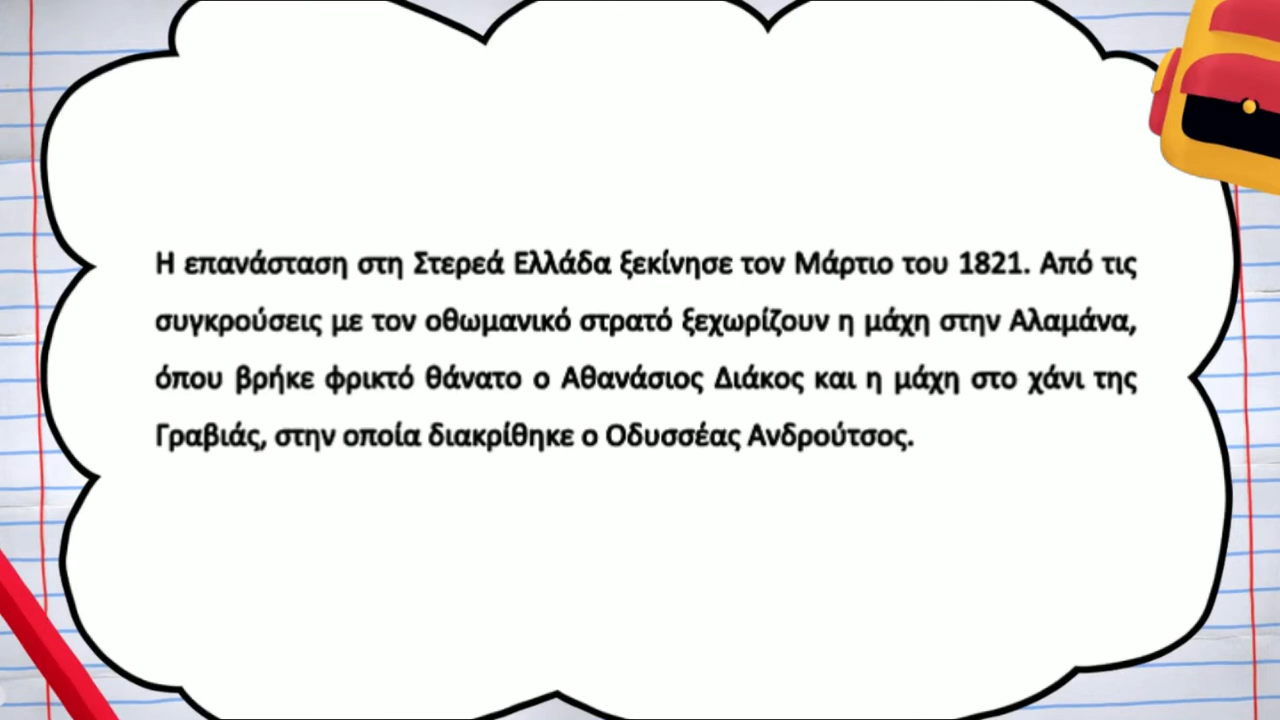 Η επανάσταση στη Στερεά Ελλάδα ξεκίνησε τον Μάρτιο του 1821. Από τις
συγκρούσεις με τον οθωμανικό στρατό ξεχωρίζουν η μάχη στην Αλαμάνα,
όπου βρήκε φρικτό θάνατο ο Αθανάσιος Διάκος και η μάχη στο χάνι της
Γραβιάς, στην οποία διακρίθηκε ο Οδυσσέας Ανδρούτσος.